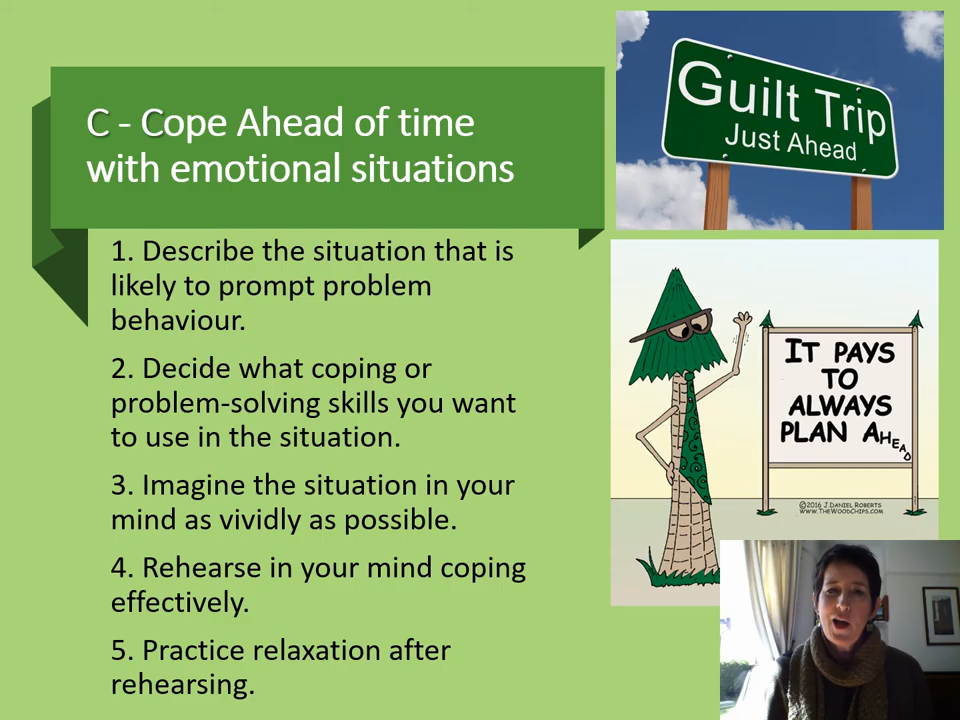 C - Cope Ahead of time
with emotional situations
1. Describe the situation that is
likely to prompt problem
behaviour.
2. Decide what coping or
problem-solving skills you want
to use in the situation.
3. Imagine the situation in your
mind as vividly as possible.
4. Rehearse in your mind coping
effectively.
5. Practice relaxation after
rehearsing.
Guilt Trip
Just Ahead
IT PAYS
TO
ALWAYS
PLAN AHEAD
©2016 J.DANIEL ROBERTS
WWW.THEWOODCHIPS.COM